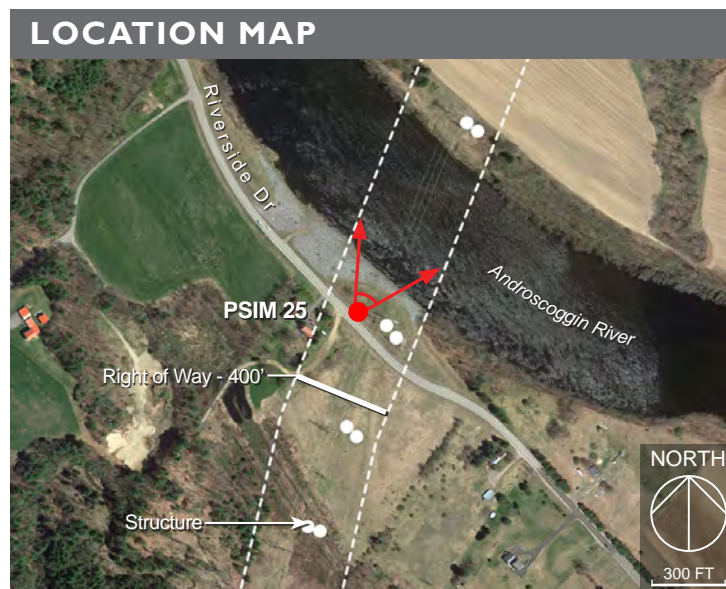 LOCATION MAP
Riverside Dr
Androscoggin River
PSIM 25
Right of Way - 400'
Structure
NORTH
300 FT